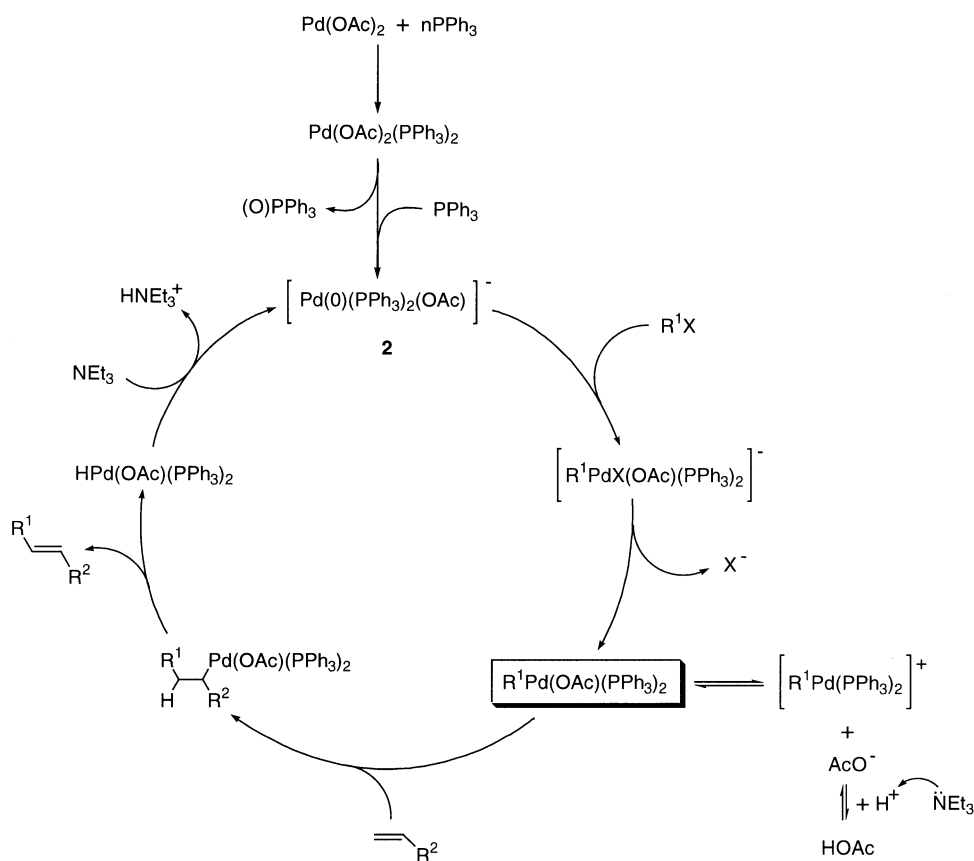 Pd(OAc)2 + nPPh3
Pd(OAc)2(PPh3)2
(O)PPh3
PPh3
[Pd(0)(PPh3)2(OAc)]-
2
HNEt3+
NEt3
R1X
HPd(OAc)(PPh3)2
[R1PdX(OAc)(PPh3)2]-
R1
R2
X-
R1
Pd(OAc)(PPh3)2
H
R2
R1Pd(OAc)(PPh3)2
[R1Pd(PPh3)2]+
+
AcO-
+ H+
N̈Et3
HOAc
R2